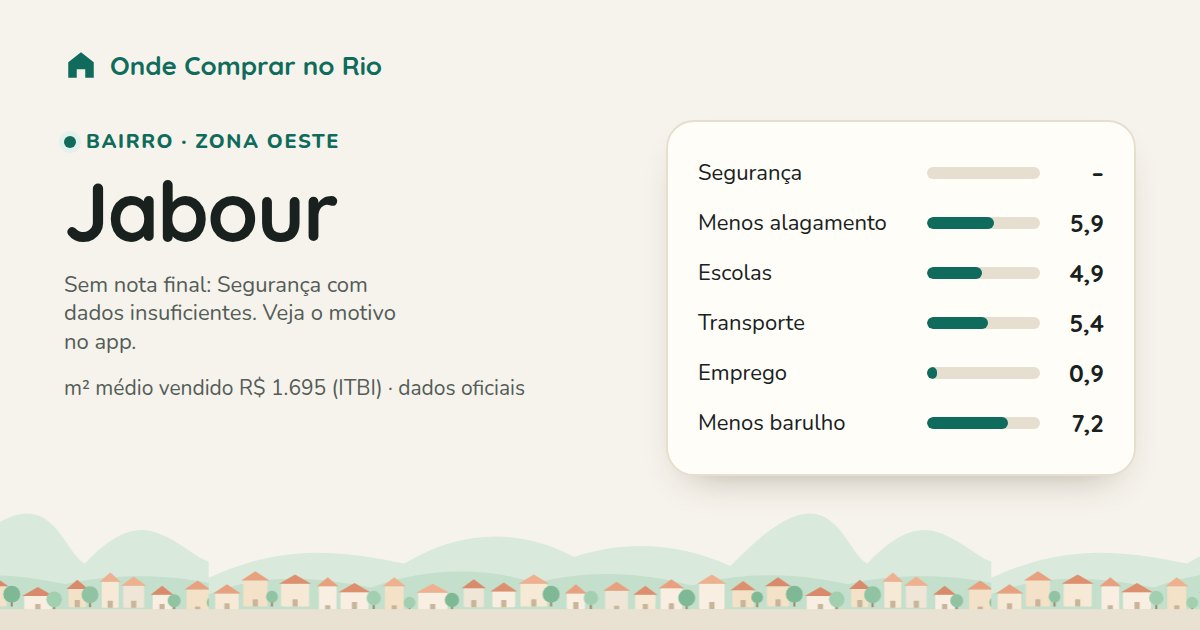 Onde Comprar no Rio
BAIRRO · ZONA OESTE
Jabour
Sem nota final: Segurança com
dados insuficientes. Veja o motivo
no app.
m² médio vendido R$ 1.695 (ITBI) · dados oficiais
Segurança –
Menos alagamento 5,9
Escolas 4,9
Transporte 5,4
Emprego 0,9
Menos barulho 7,2